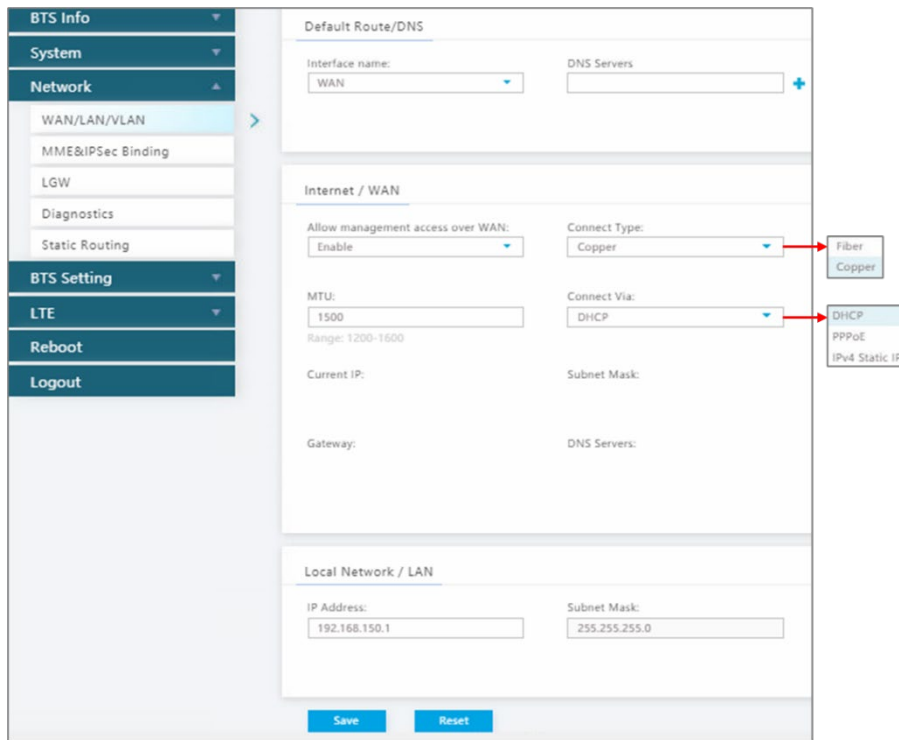 BTS Info
System
Network
WAN/LAN/VLAN
MME&IPSec Binding
LGW
Diagnostics
Static Routing
BTS Setting
LTE
Reboot
Logout
Default Route/DNS
Interface name:
WAN
DNS Servers
Internet / WAN
Allow management access over WAN:
Enable
Connect Type:
Copper
Fiber
Copper
MTU:
1500
Range: 1200-1600
Connect Via:
DHCP
DHCP
PPPoE
IPv4 Static IP
Current IP:
Subnet Mask:
Gateway:
DNS Servers:
Local Network / LAN
IP Address:
192.168.150.1
Subnet Mask:
255.255.255.0
Save
Reset